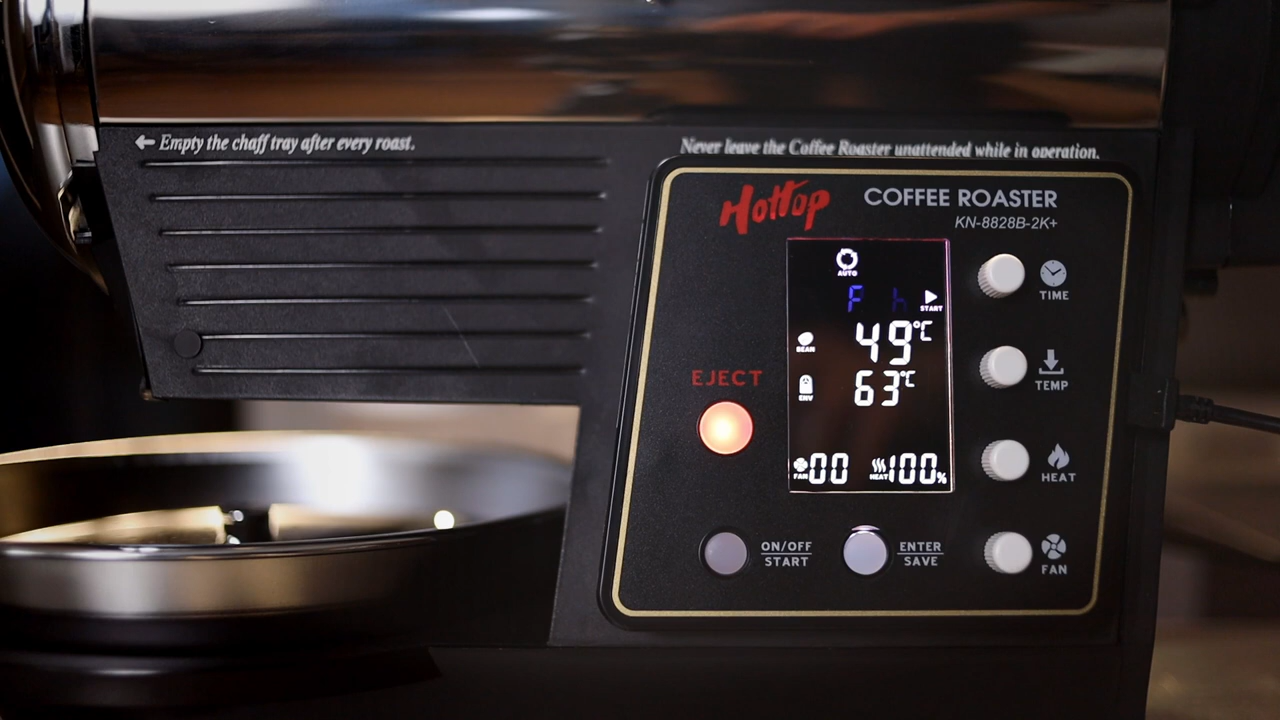 ← Empty the chaff tray after every roast.
Never leave the Coffee Roaster unattended while in operation.
HOTTOP
COFFEE ROASTER
KN-8828B-2K+
AUTO
P h
START
BEAN 49°C
ENV 63°C
FAN 00 HEAT 100%
EJECT
ON/OFF
START
ENTER
SAVE
TIME
TEMP
HEAT
FAN